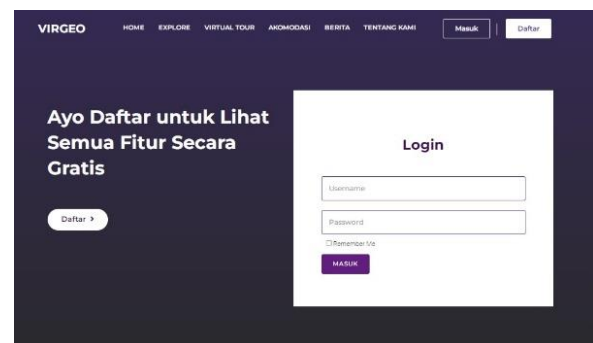 VIRGEO HOME EXPLORE VIRTUAL TOUR AKOMODASI BERITA TENTANG KAMI Masuk | Daftar
Ayo Daftar untuk Lihat
Semua Fitur Secara
Gratis
Daftar >
Login
Username
Password
Remember Me
MASUK